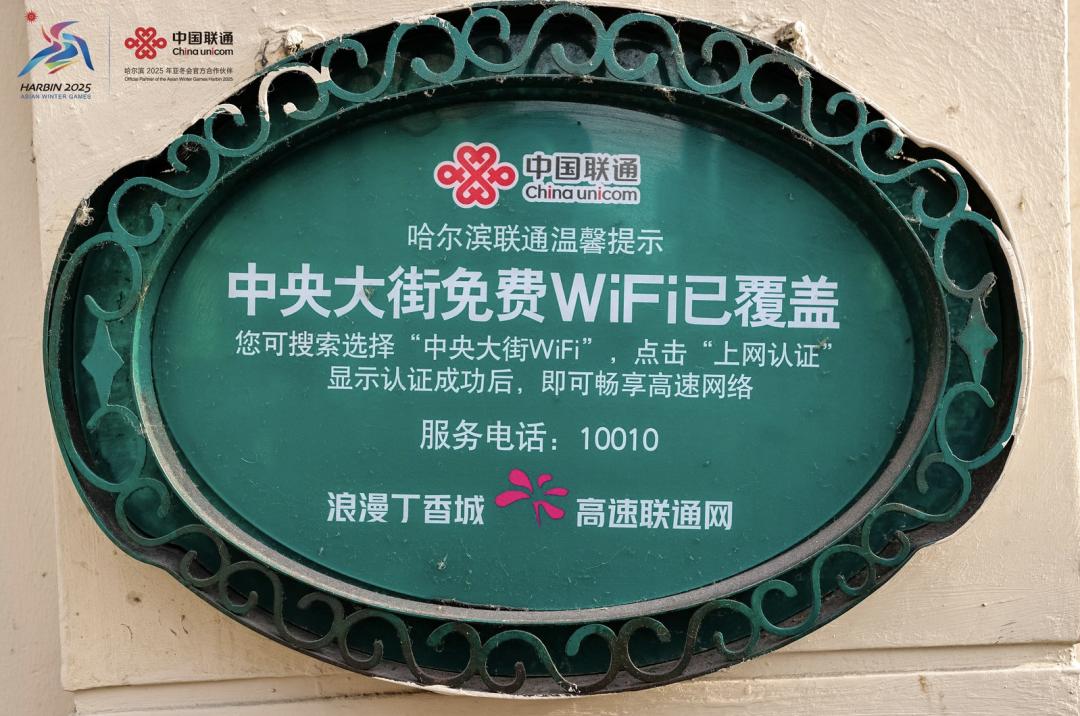 HARBIN 2025
ASIAN WINTER GAMES
中国联通
China unicom
哈尔滨 2025 年亚冬会官方合作伙伴
Official Partner of the Asian Winter Games Harbin 2025
中国联通
China unicom
哈尔滨联通温馨提示
中央大街免费WiFi已覆盖
您可搜索选择“中央大街WiFi”，点击“上网认证”
显示认证成功后，即可畅享高速网络
服务电话：10010
浪漫丁香城 高速联通网